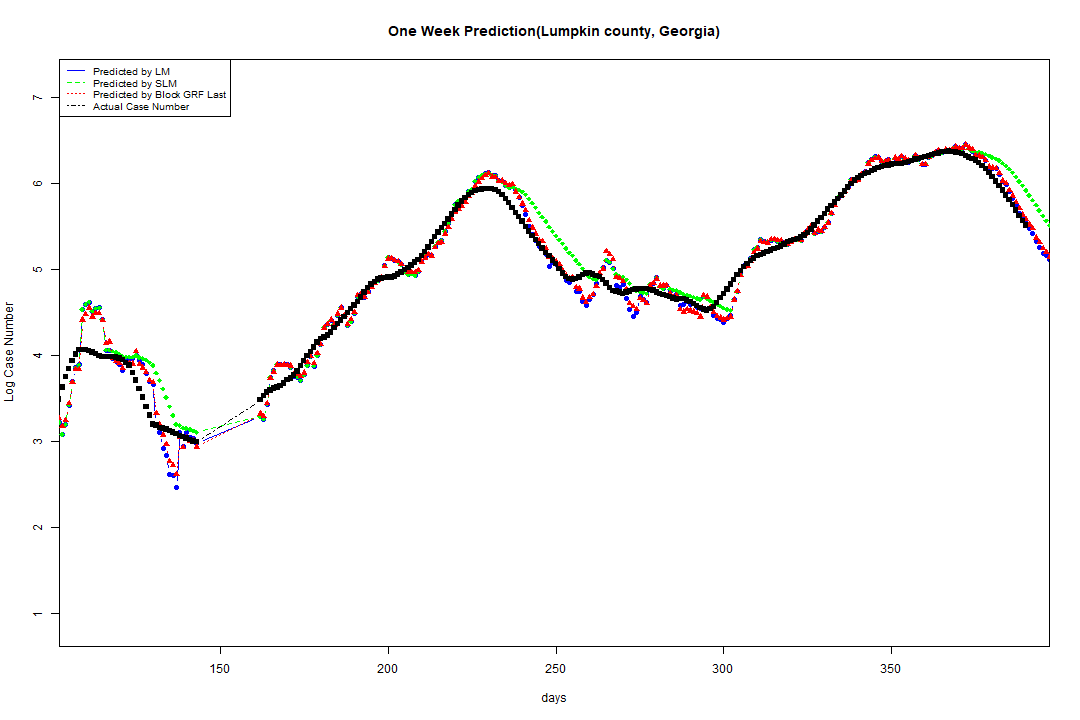 One Week Prediction(Lumpkin county, Georgia)
Predicted by LM
Predicted by SLM
Predicted by Block GRF Last
Actual Case Number
7
6
5
4
3
2
1
Log Case Number
150 200 250 300 350
days